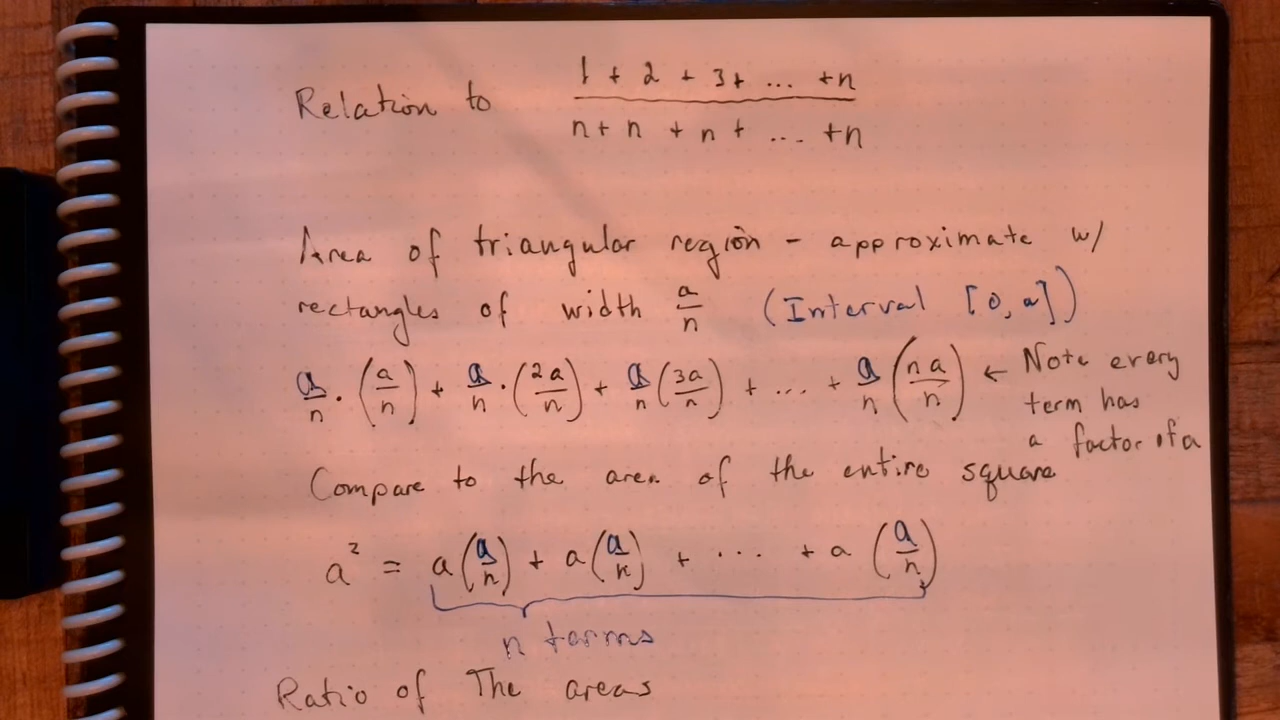 Relation to (1 + 2 + 3 + ... + n)/(n + n + n + ... + n)
Area of triangular region - approximate w/
rectangles of width a/n (Interval [0, a])
a/n · (a/n) + a/n · (2a/n) + a/n (3a/n) + ... + a/n (na/n) ← Note every
term has
a factor of a
Compare to the area of the entire square
a² = a(a/n) + a(a/n) + ... + a (a/n)
n terms
Ratio of The areas